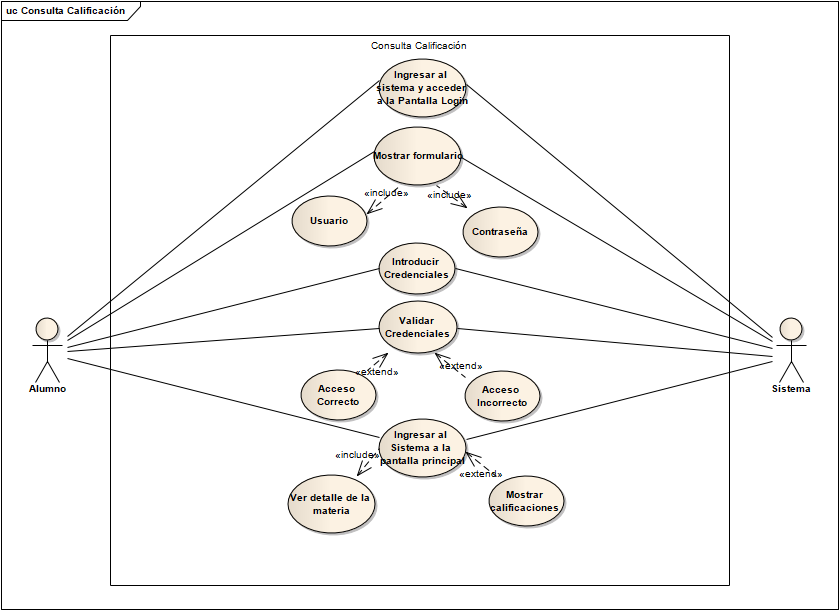 uc Consulta Calificación
Consulta Calificación
Ingresar al
sistema y acceder
a la Pantalla Login
Mostrar formulario
«include»
«include»
Usuario
Contraseña
Introducir
Credenciales
Validar
Credenciales
«extend»
«extend»
Acceso
Correcto
Acceso
Incorrecto
Alumno
Sistema
Ingresar al
Sistema a la
pantalla principal
«include»
«extend»
Ver detalle de la
materia
Mostrar
calificaciones